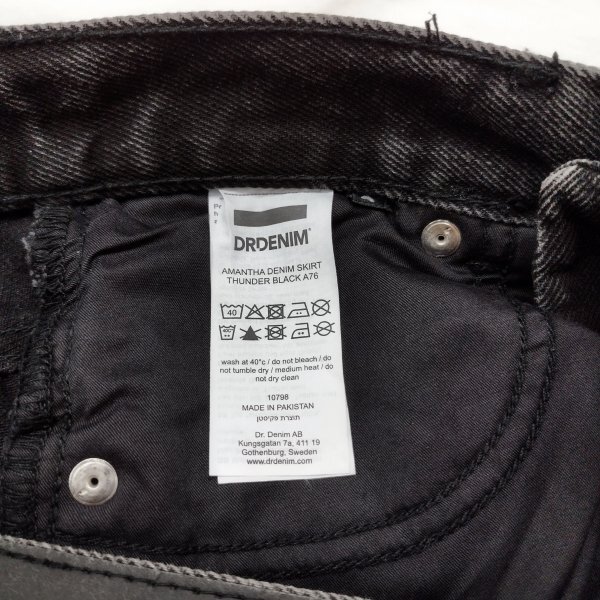 DRDENIM®
AMANTHA DENIM SKIRT
THUNDER BLACK A76
40
40°C
wash at 40°c / do not bleach / do
not tumble dry / medium heat / do
not dry clean
10798
MADE IN PAKISTAN
תוצרת פקיסטן
Dr. Denim AB
Kungsgatan 7a, 411 19
Gothenburg, Sweden
www.drdenim.com